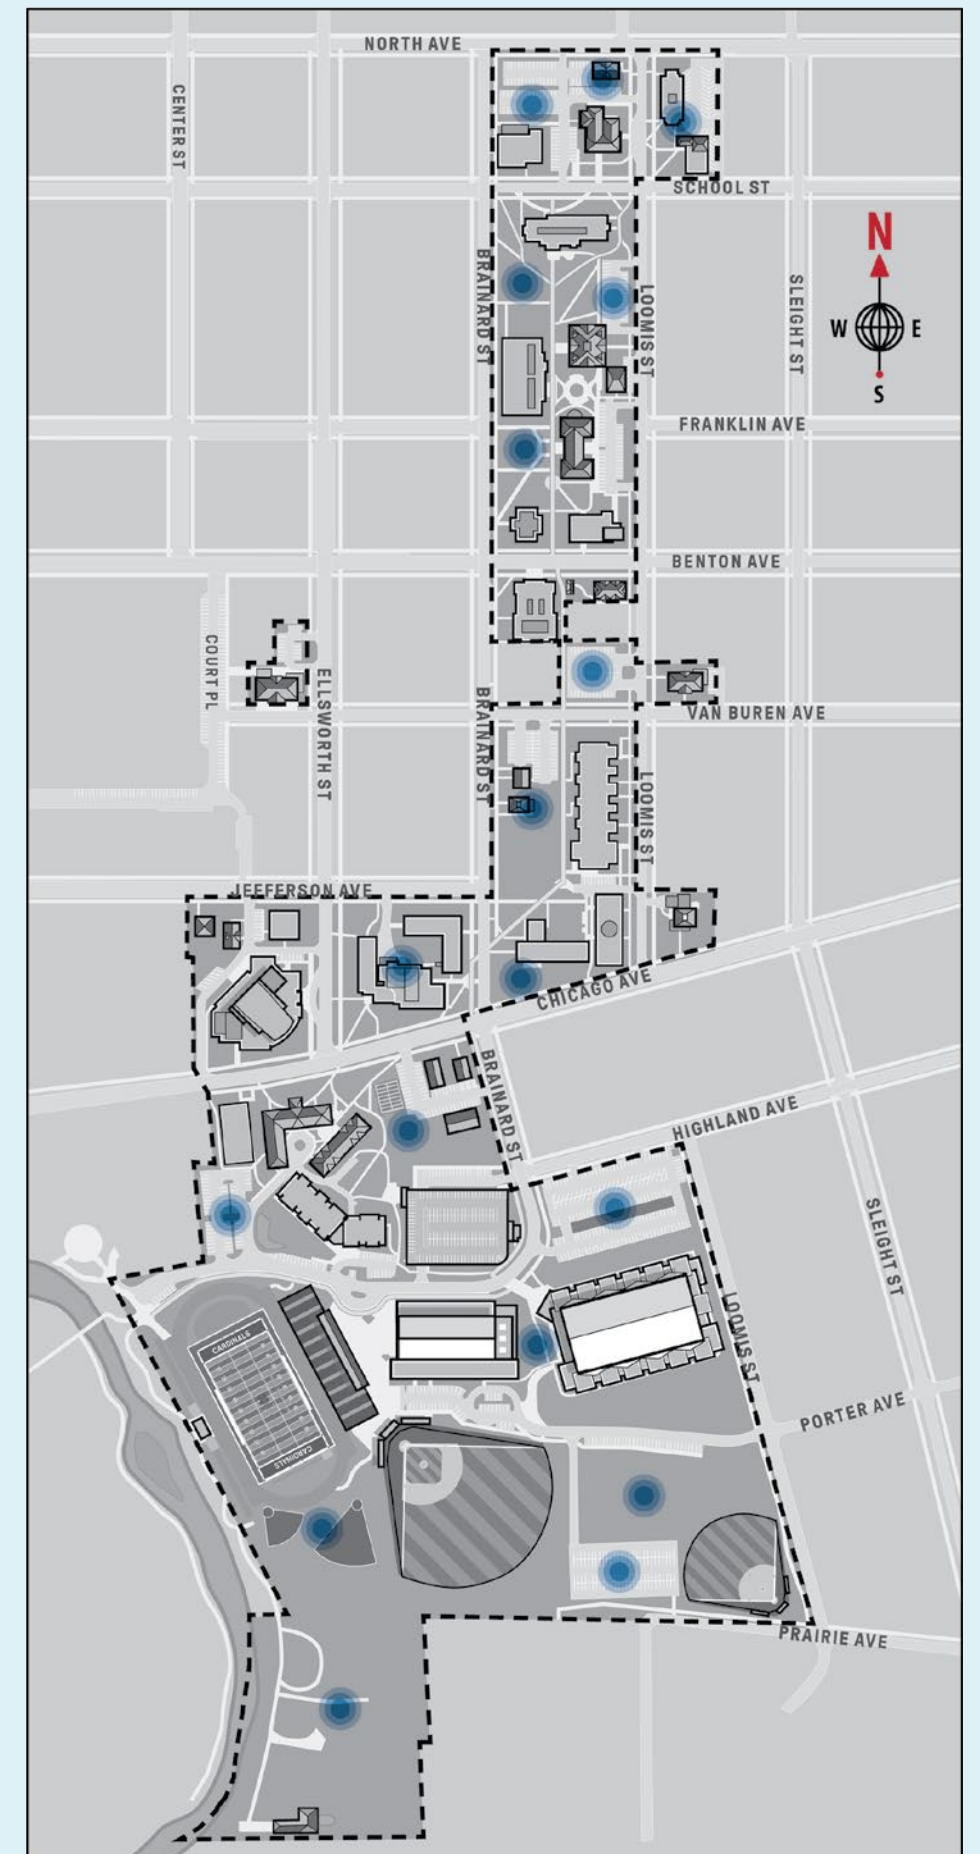 NORTH AVE
CENTER ST
SCHOOL ST
N
W
E
S
BRAINARD ST
LOOMIS ST
SLEIGHT ST
FRANKLIN AVE
BENTON AVE
COURT PL
ELLSWORTH ST
BRAINARD ST
VAN BUREN AVE
LOOMIS ST
JEFFERSON AVE
CHICAGO AVE
BRAINARD ST
HIGHLAND AVE
SLEIGHT ST
LOOMIS ST
CARDINALS
PORTER AVE
CARDINALS
PRAIRIE AVE